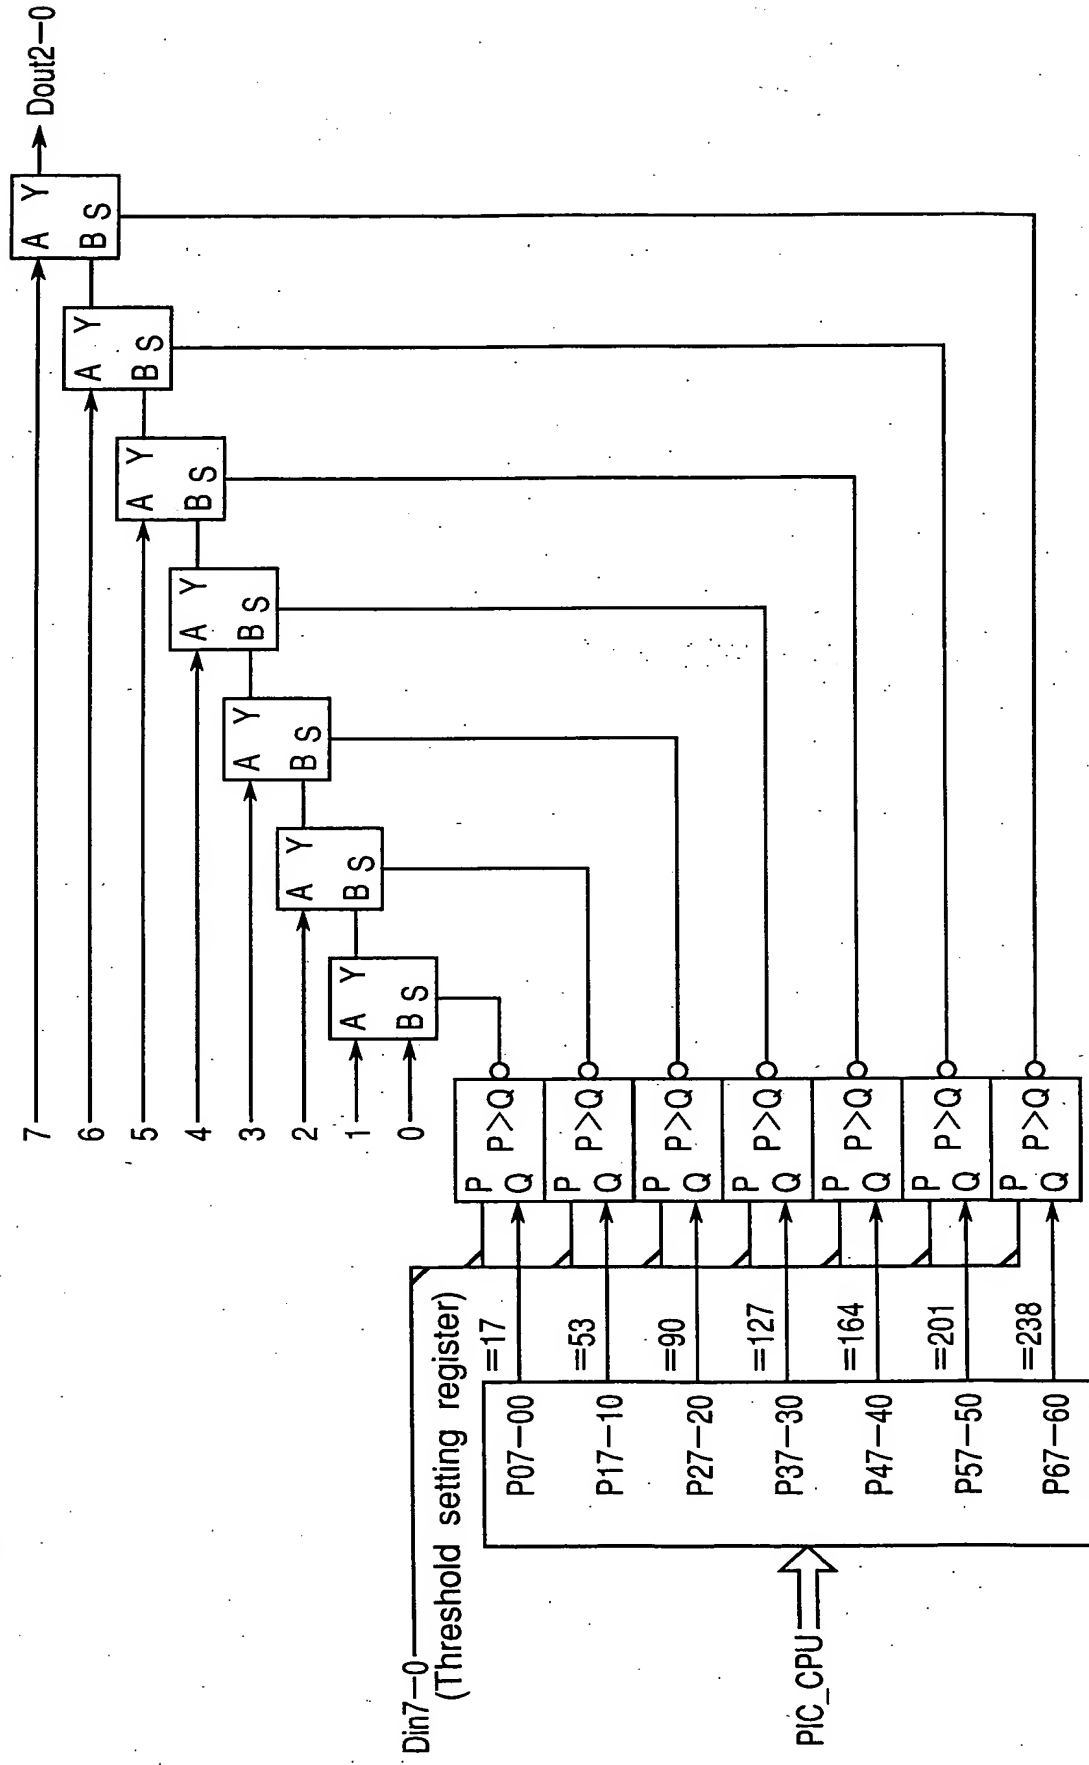 7
6
5
4
3
2
1
0
A Y
B S
A Y
B S
A Y
B S
A Y
B S
A Y
B S
A Y
B S
A Y
B S
Dout2-0
Din7-0
(Threshold setting register)
PIC_CPU
P07-00
=17
P17-10
=53
P27-20
=90
P37-30
=127
P47-40
=164
P57-50
=201
P67-60
=238
P
Q P>Q
P
Q P>Q
P
Q P>Q
P
Q P>Q
P
Q P>Q
P
Q P>Q
P
Q P>Q